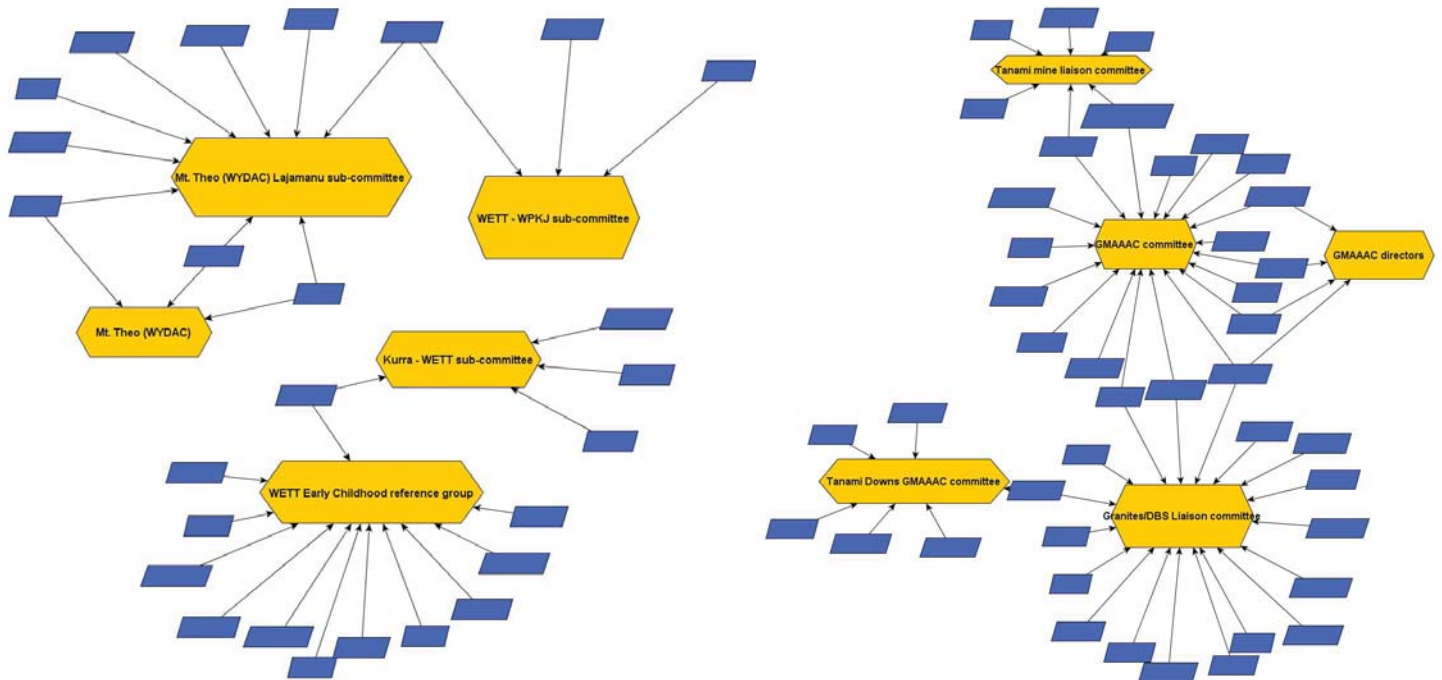 Tanami mine liaison committee
Mt. Theo (WYDAC) Lajamanu sub-committee
WETT - WPKJ sub-committee
GMAAAC committee
GMAAAC directors
Mt. Theo (WYDAC)
Kurra - WETT sub-committee
WETT Early Childhood reference group
Tanami Downs GMAAAC committee
Granites/DBS Liaison committee